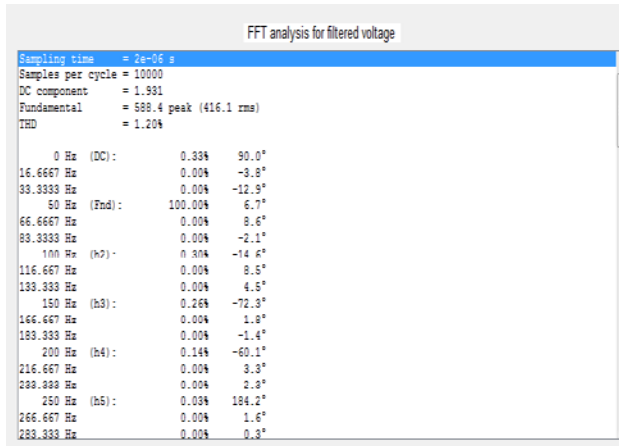 FFT analysis for filtered voltage
Sampling time = 2e-06 s
Samples per cycle = 10000
DC component = 1.931
Fundamental = 588.4 peak (416.1 rms)
THD = 1.20%
0 Hz (DC): 0.33% 90.0°
16.6667 Hz 0.00% -3.8°
33.3333 Hz 0.00% -12.9°
50 Hz (Fnd): 100.00% 6.7°
66.6667 Hz 0.00% 8.6°
83.3333 Hz 0.00% -2.1°
100 Hz (h2): 0.30% -14.6°
116.667 Hz 0.00% 8.5°
133.333 Hz 0.00% 4.5°
150 Hz (h3): 0.26% -72.3°
166.667 Hz 0.00% 1.8°
183.333 Hz 0.00% -1.4°
200 Hz (h4): 0.14% -60.1°
216.667 Hz 0.00% 3.3°
233.333 Hz 0.00% 2.3°
250 Hz (h5): 0.03% 184.2°
266.667 Hz 0.00% 1.6°
283.333 Hz 0.00% 0.3°